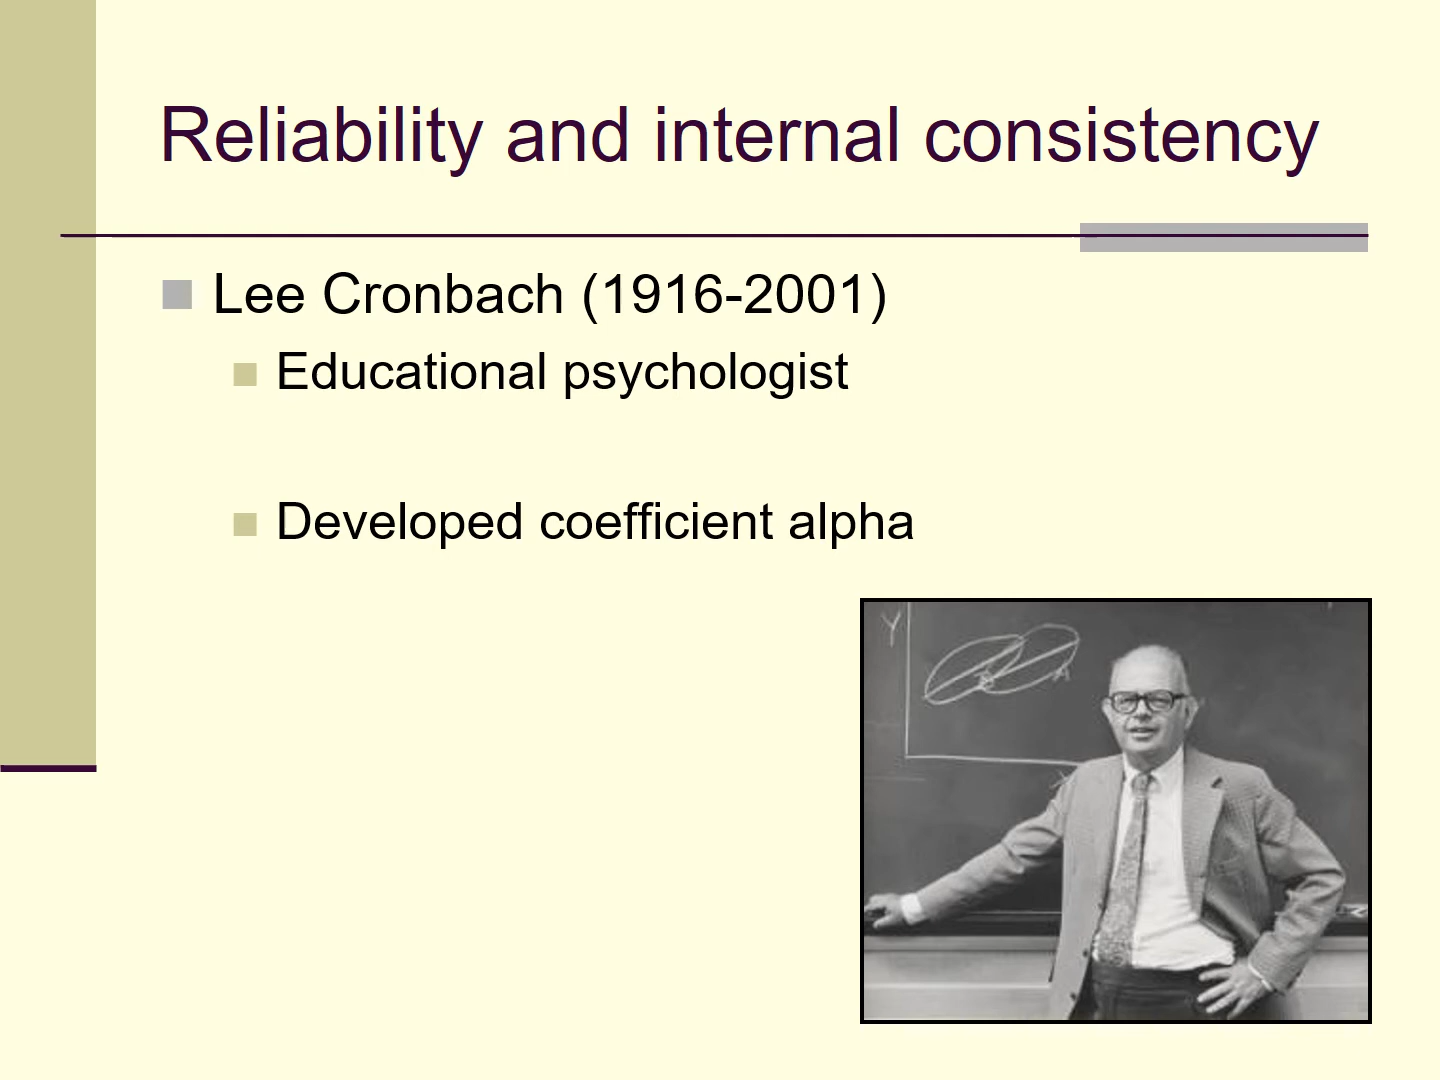 Reliability and internal consistency
Lee Cronbach (1916-2001)
Educational psychologist
Developed coefficient alpha
Y
B
A
X